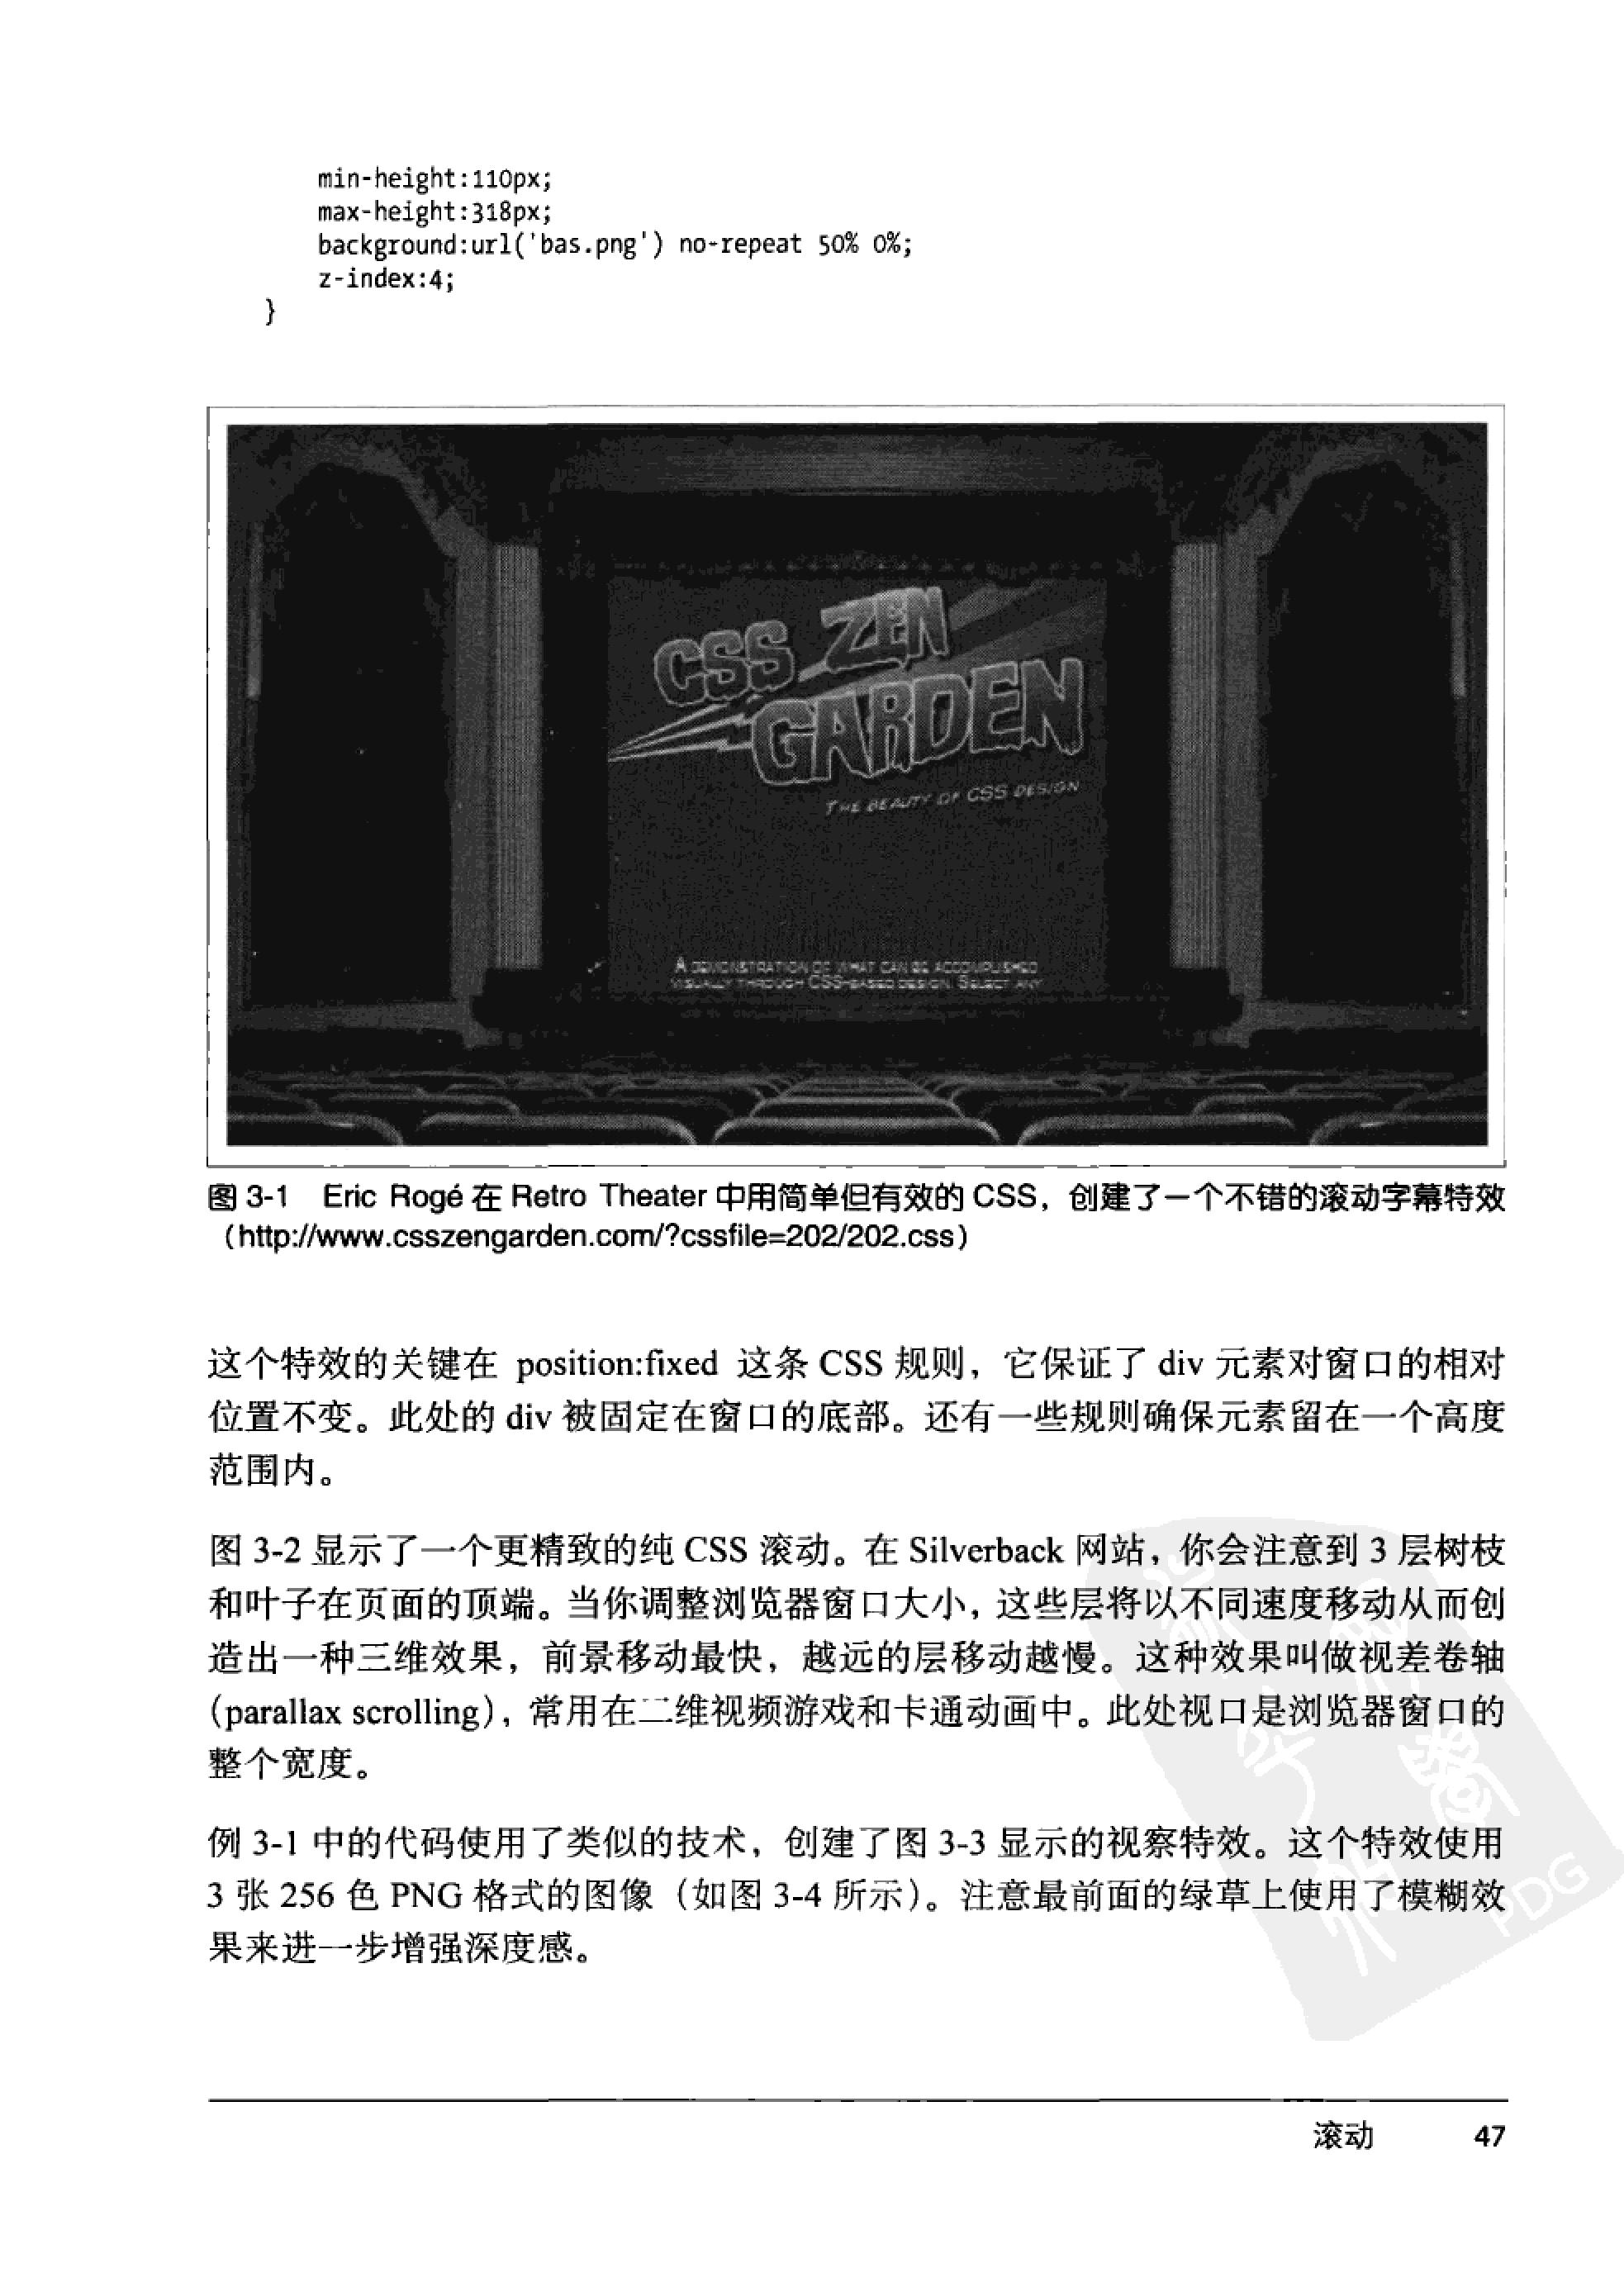 min-height:110px;
max-height:318px;
background:url('bas.png') no-repeat 50% 0%;
z-index:4;
}
CSS ZEN
GARDEN
THE BEAUTY OF CSS DESIGN
A DEMONSTRATION OF WHAT CAN BE ACCOMPLISHED
VISUALLY THROUGH CSS-BASED DESIGN. SELECT ANY
图 3-1 Eric Rogé 在 Retro Theater 中用简单但有效的 CSS，创建了一个不错的滚动字幕特效
（http://www.csszengarden.com/?cssfile=202/202.css）
这个特效的关键在 position:fixed 这条 CSS 规则，它保证了 div 元素对窗口的相对
位置不变。此处的 div 被固定在窗口的底部。还有一些规则确保元素留在一个高度
范围内。
图 3-2 显示了一个更精致的纯 CSS 滚动。在 Silverback 网站，你会注意到 3 层树枝
和叶子在页面的顶端。当你调整浏览器窗口大小，这些层将以不同速度移动从而创
造出一种三维效果，前景移动最快，越远的层移动越慢。这种效果叫做视差卷轴
（parallax scrolling），常用在二维视频游戏和卡通动画中。此处视口是浏览器窗口的
整个宽度。
例 3-1 中的代码使用了类似的技术，创建了图 3-3 显示的视察特效。这个特效使用
3 张 256 色 PNG 格式的图像（如图 3-4 所示）。注意最前面的绿草上使用了模糊效
果来进一步增强深度感。
PDG
滚动 47